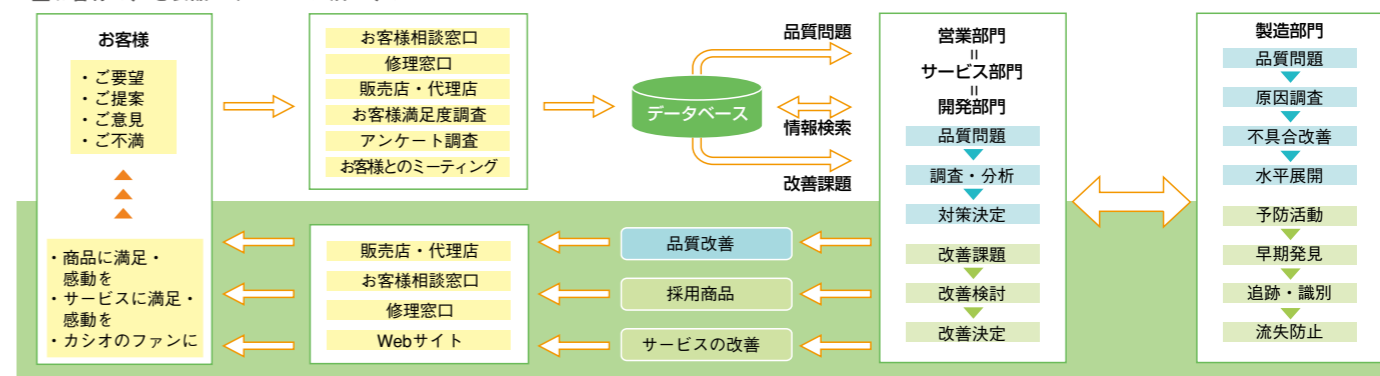 お客様
・ご要望
・ご提案
・ご意見
・ご不満
・商品に満足・
感動を
・サービスに満足・
感動を
・カシオのファンに
お客様相談窓口
修理窓口
販売店・代理店
お客様満足度調査
アンケート調査
お客様とのミーティング
販売店・代理店
お客様相談窓口
修理窓口
Webサイト
データベース
品質問題
情報検索
改善課題
品質改善
採用商品
サービスの改善
営業部門
=
サービス部門
=
開発部門
品質問題
調査・分析
対策決定
改善課題
改善検討
改善決定
製造部門
品質問題
原因調査
不具合改善
水平展開
予防活動
早期発見
追跡・識別
流失防止